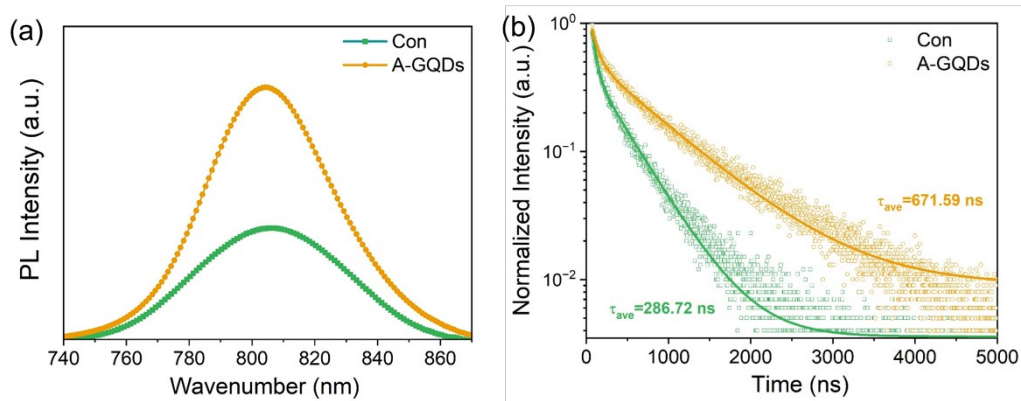 (a)
Con
A-GQDs
PL Intensity (a.u.)
740 760 780 800 820 840 860
Wavenumber (nm)
(b)
Con
A-GQDs
Normalized Intensity (a.u.)
10⁰
10⁻¹
10⁻²
τave=671.59 ns
τave=286.72 ns
0 1000 2000 3000 4000 5000
Time (ns)